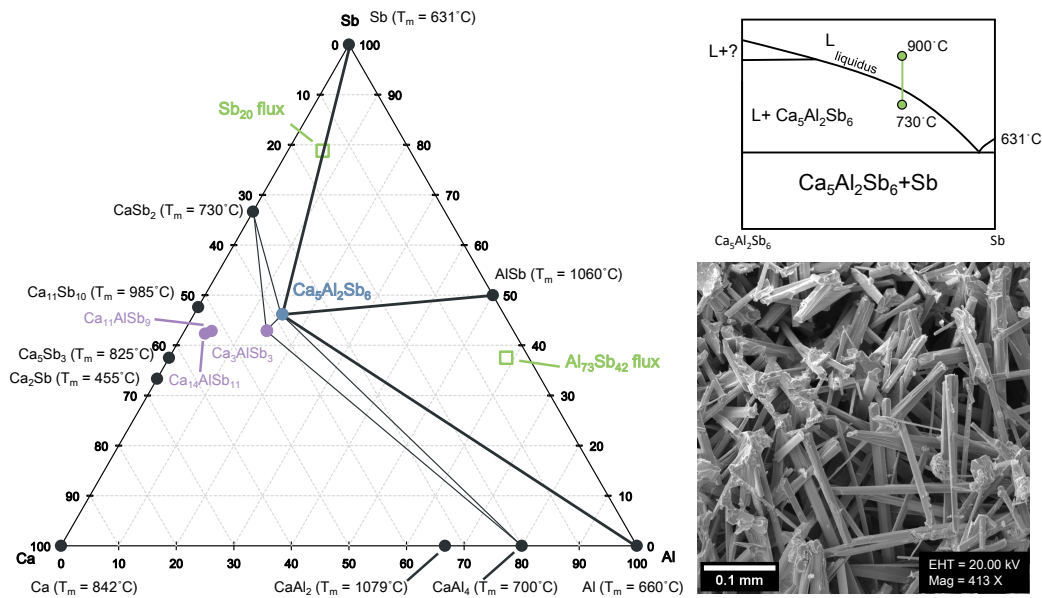 Sb
Sb (Tm = 631°C)
0
100
10
90
Sb20 flux
20
80
30
70
CaSb2 (Tm = 730°C)
40
60
AlSb (Tm = 1060°C)
Ca11Sb10 (Tm = 985°C)
50
Ca5Al2Sb6
50
Ca11AlSb9
Ca3AlSb3
Ca5Sb3 (Tm = 825°C)
60
40
Al73Sb42 flux
Ca2Sb (Tm = 455°C)
Ca14AlSb11
70
30
80
20
90
10
100
0
Ca
Al
10
20
30
40
50
60
70
80
90
100
Ca (Tm = 842°C)
CaAl2 (Tm = 1079°C)
CaAl4 (Tm = 700°C)
Al (Tm = 660°C)
L+?
L
liquidus
900°C
730°C
L+ Ca5Al2Sb6
631°C
Ca5Al2Sb6+Sb
Ca5Al2Sb6
Sb
0.1 mm
EHT = 20.00 kV
Mag = 413 X